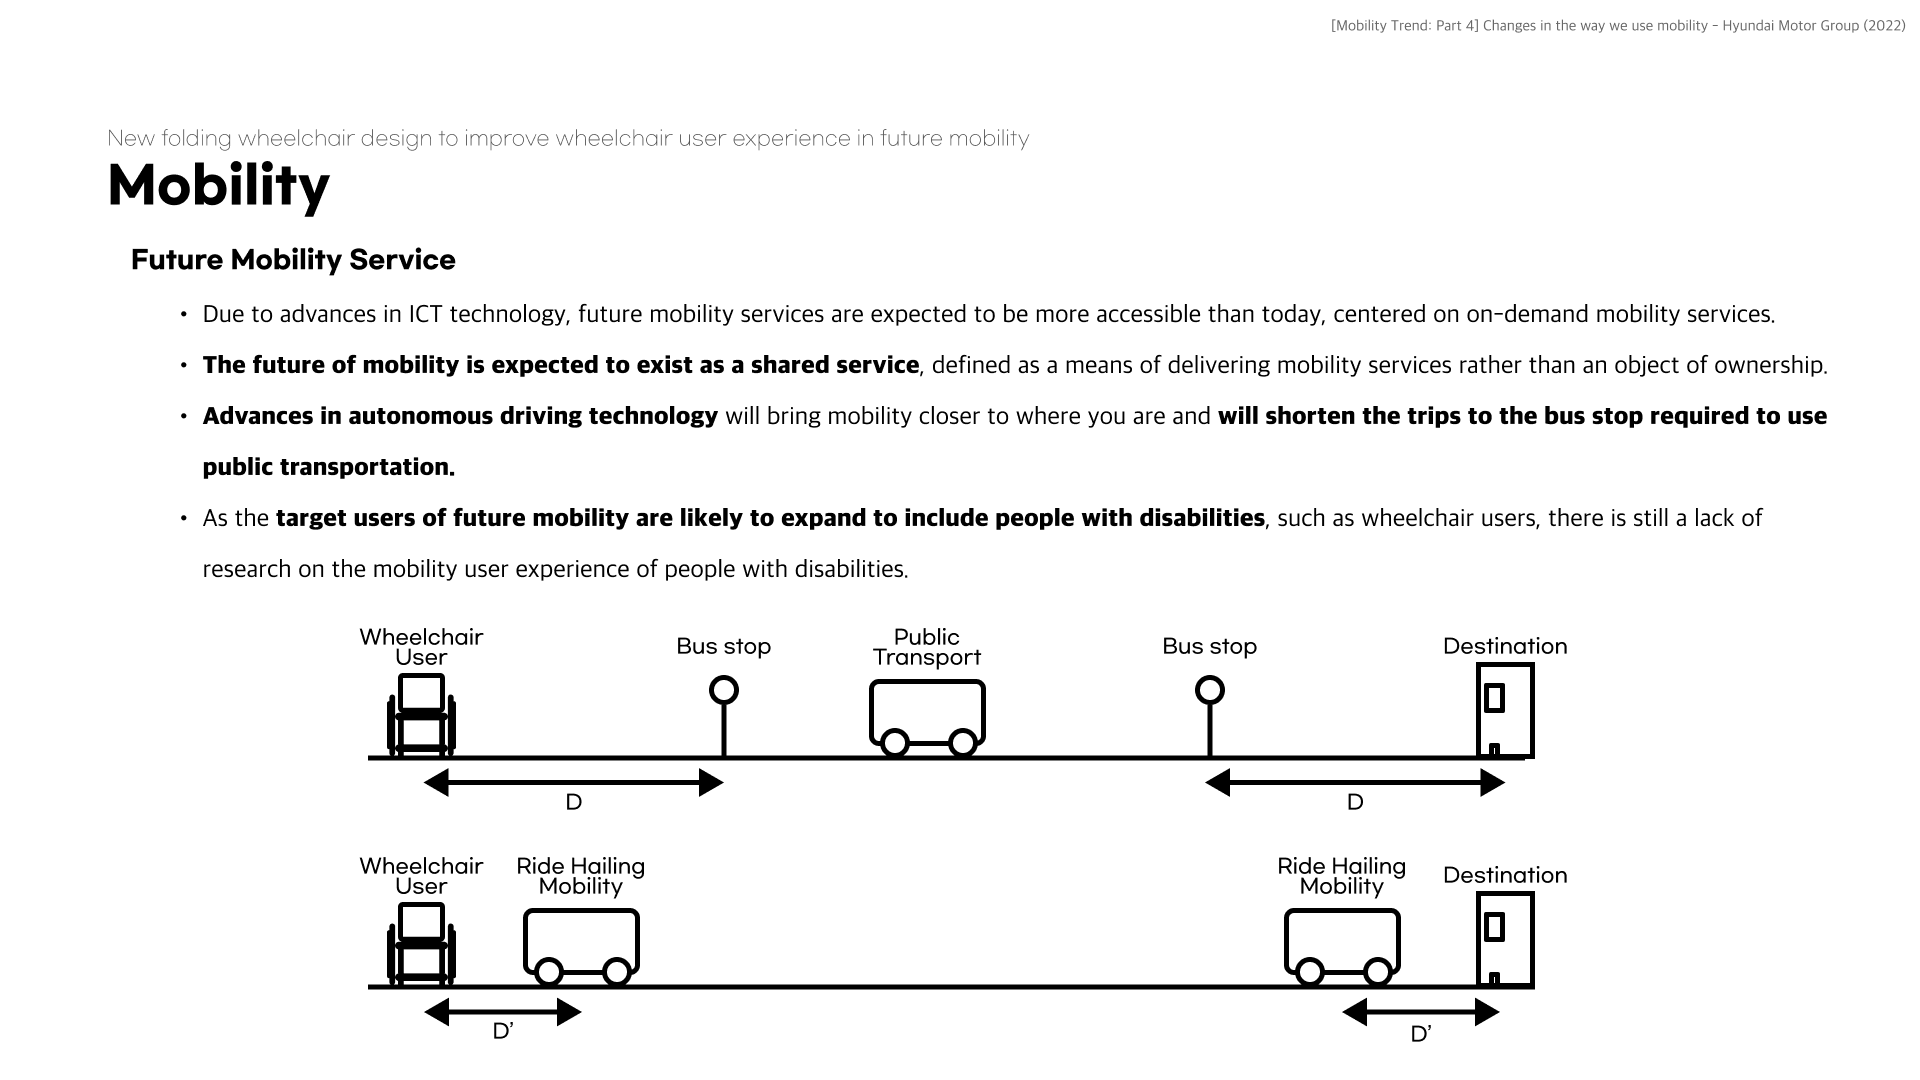 [Mobility Trend: Part 4] Changes in the way we use mobility - Hyundai Motor Group (2022)
New folding wheelchair design to improve wheelchair user experience in future mobility
Mobility
Future Mobility Service
• Due to advances in ICT technology, future mobility services are expected to be more accessible than today, centered on on-demand mobility services.
• The future of mobility is expected to exist as a shared service, defined as a means of delivering mobility services rather than an object of ownership.
• Advances in autonomous driving technology will bring mobility closer to where you are and will shorten the trips to the bus stop required to use
public transportation.
• As the target users of future mobility are likely to expand to include people with disabilities, such as wheelchair users, there is still a lack of
research on the mobility user experience of people with disabilities.
Wheelchair
User
Bus stop
Public
Transport
Bus stop
Destination
D
D
Wheelchair
User
Ride Hailing
Mobility
Ride Hailing
Mobility
Destination
D’
D’